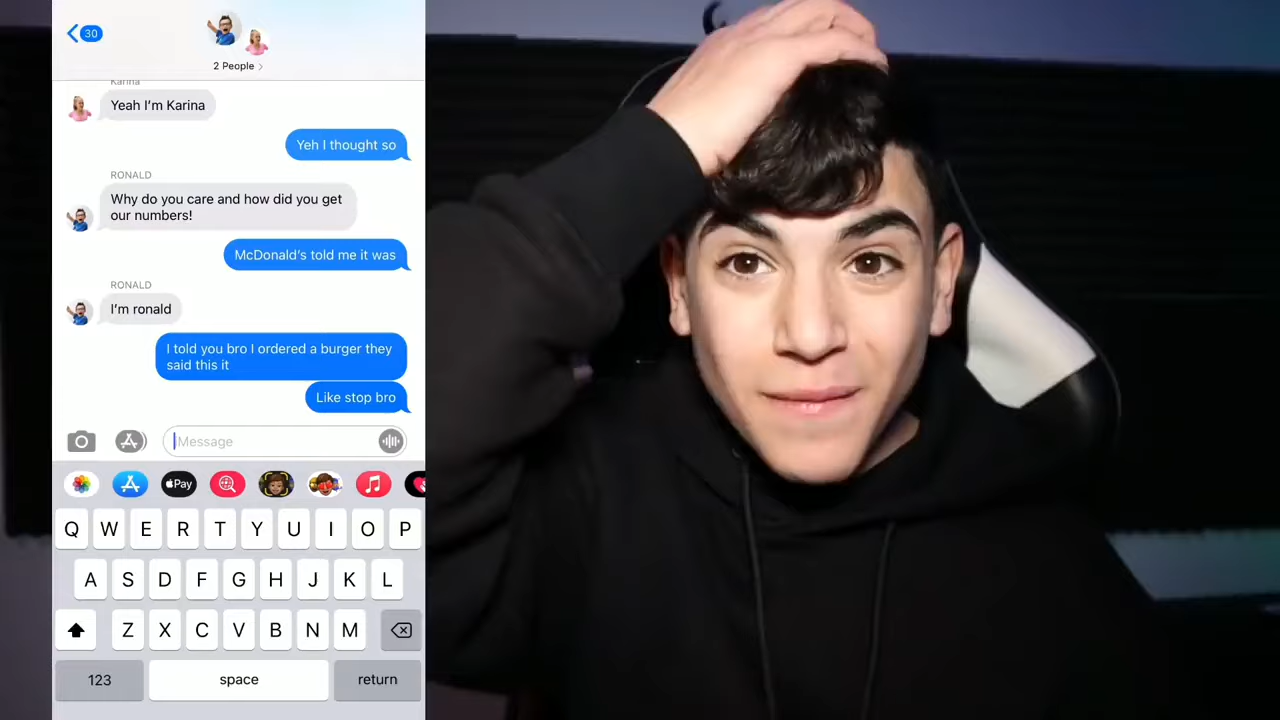 30
2 People
Karina
Yeah I'm Karina
Yeh I thought so
RONALD
Why do you care and how did you get
our numbers!
McDonald's told me it was
RONALD
I'm ronald
I told you bro I ordered a burger they
said this it
Like stop bro
Message
Pay
Q W E R T Y U I O P
A S D F G H J K L
Z X C V B N M
123 space return